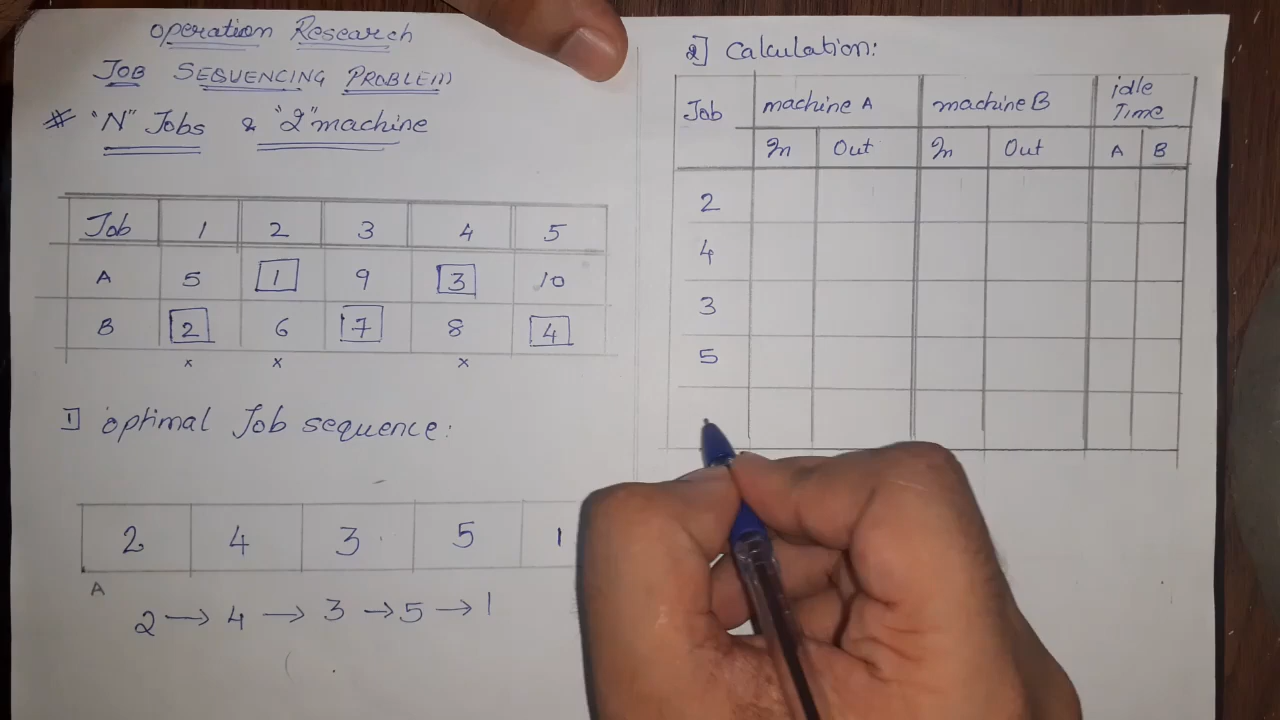 Operation Research
JOB SEQUENCING PROBLEM
# "N" Jobs & "2" machine
Job 1 2 3 4 5
A 5 1 9 3 10
B 2 6 7 8 4
x x x
1] optimal Job sequence:
2 4 3 5 1
A
2 → 4 → 3 → 5 → 1
2] Calculation:
Job machine A machine B idle Time
In Out In Out A B
2
4
3
5